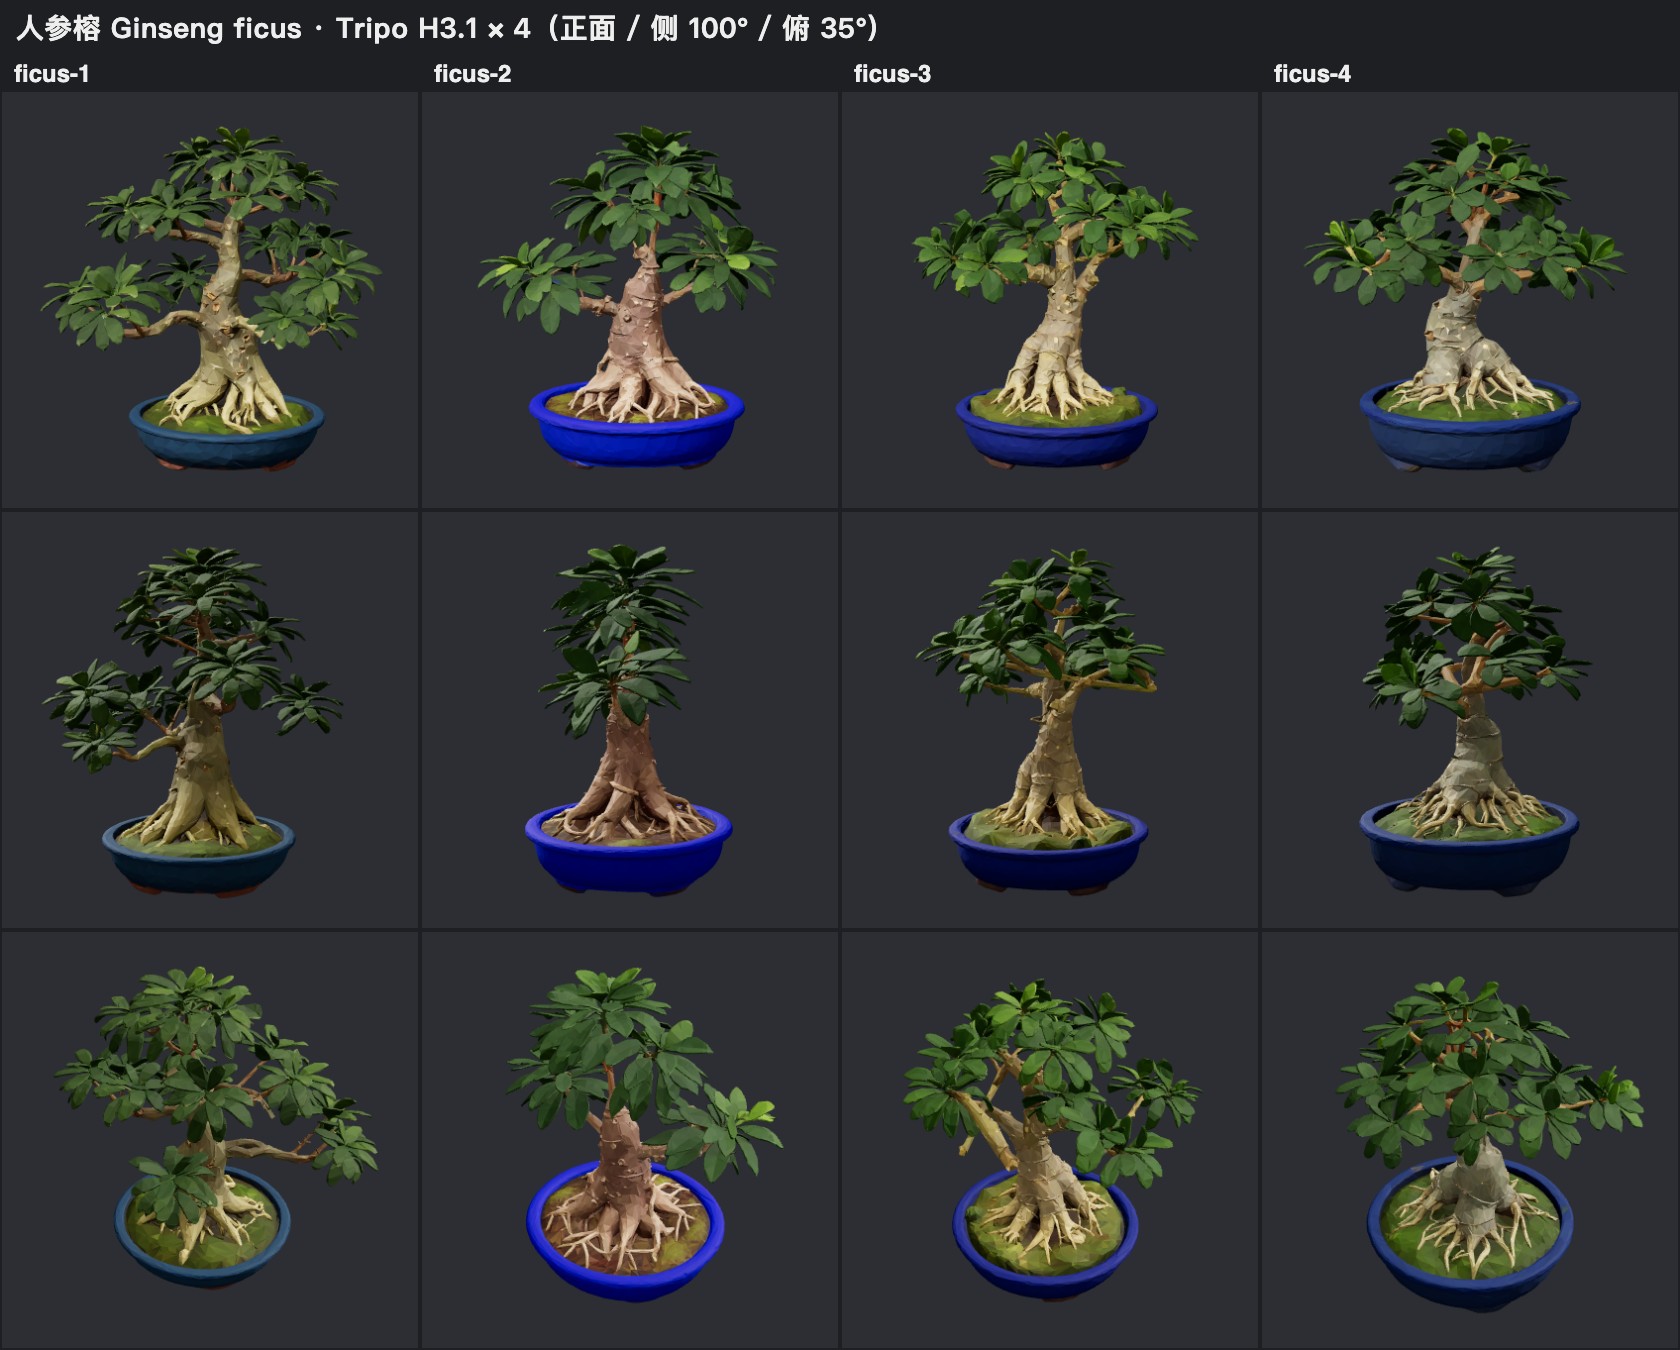 人参榕 Ginseng ficus · Tripo H3.1 × 4（正面 / 侧 100° / 俯 35°）
ficus-1
ficus-2
ficus-3
ficus-4